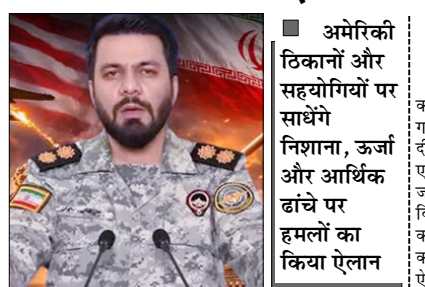 अमेरिकी
ठिकानों और
सहयोगियों पर
साधेंगे
निशाना, ऊर्जा
और आर्थिक
ढांचे पर
हमलों का
किया ऐलान